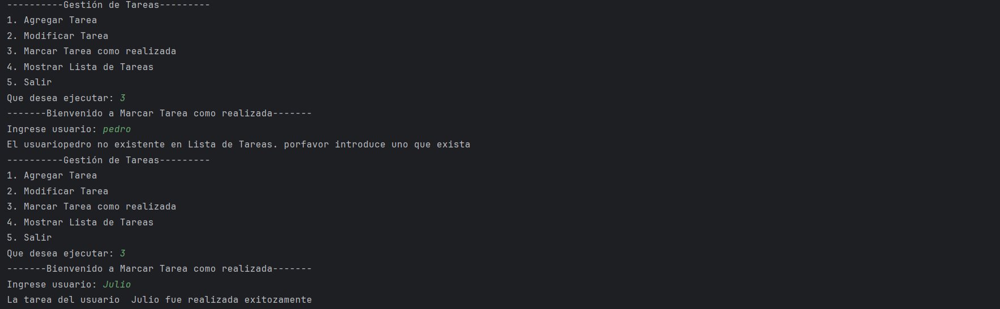 ----------Gestión de Tareas---------
1. Agregar Tarea
2. Modificar Tarea
3. Marcar Tarea como realizada
4. Mostrar Lista de Tareas
5. Salir
Que desea ejecutar: 3
-------Bienvenido a Marcar Tarea como realizada-------
Ingrese usuario: pedro
El usuariopedro no existente en Lista de Tareas. porfavor introduce uno que exista
----------Gestión de Tareas---------
1. Agregar Tarea
2. Modificar Tarea
3. Marcar Tarea como realizada
4. Mostrar Lista de Tareas
5. Salir
Que desea ejecutar: 3
-------Bienvenido a Marcar Tarea como realizada-------
Ingrese usuario: Julio
La tarea del usuario  Julio fue realizada exitozamente